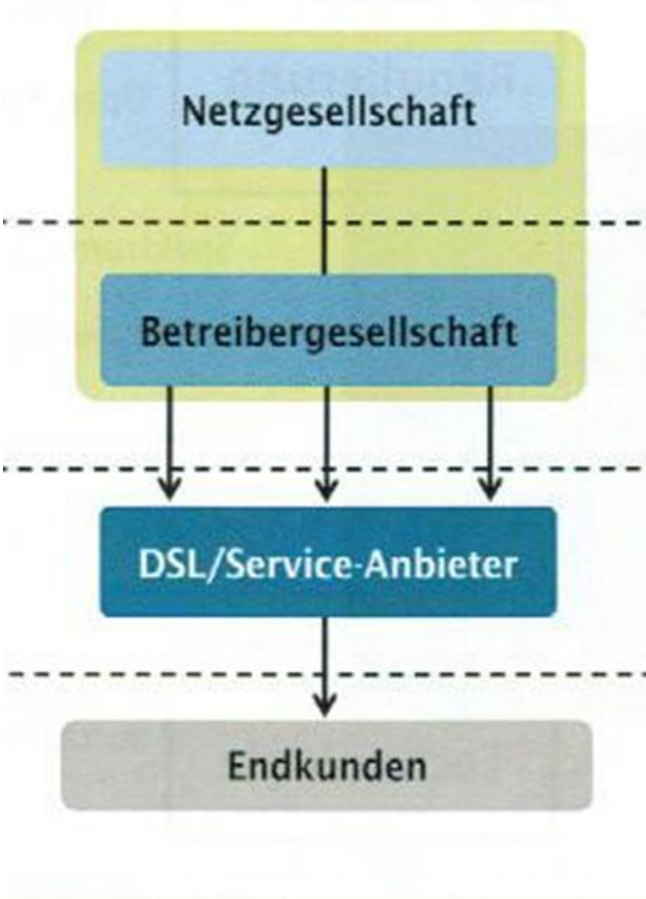 Netzgesellschaft
Betreibergesellschaft
DSL/Service-Anbieter
Endkunden